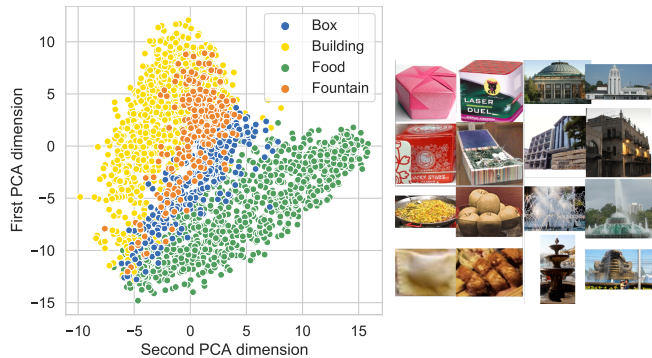 Box
Building
Food
Fountain
10
5
0
−5
−10
−15
−10
−5
0
5
10
15
First PCA dimension
Second PCA dimension
LASER
DUEL